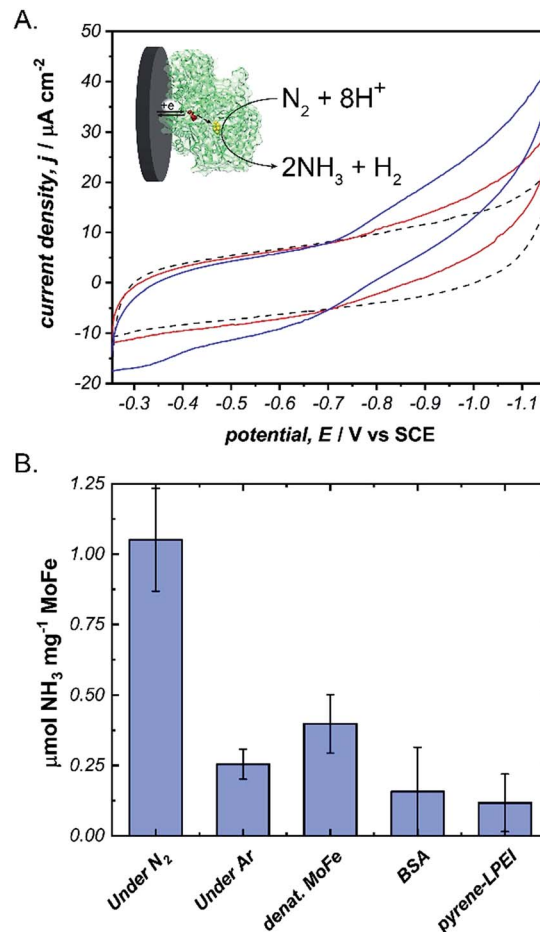 A.
current density, j / μA cm⁻²
50
40
30
20
10
0
-10
-20
+e⁻
N₂ + 8H⁺
2NH₃ + H₂
-0.3 -0.4 -0.5 -0.6 -0.7 -0.8 -0.9 -1.0 -1.1
potential, E / V vs SCE
B.
μmol NH₃ mg⁻¹ MoFe
1.25
1.00
0.75
0.50
0.25
0.00
Under N₂
Under Ar
denat. MoFe
BSA
pyrene-LPEI